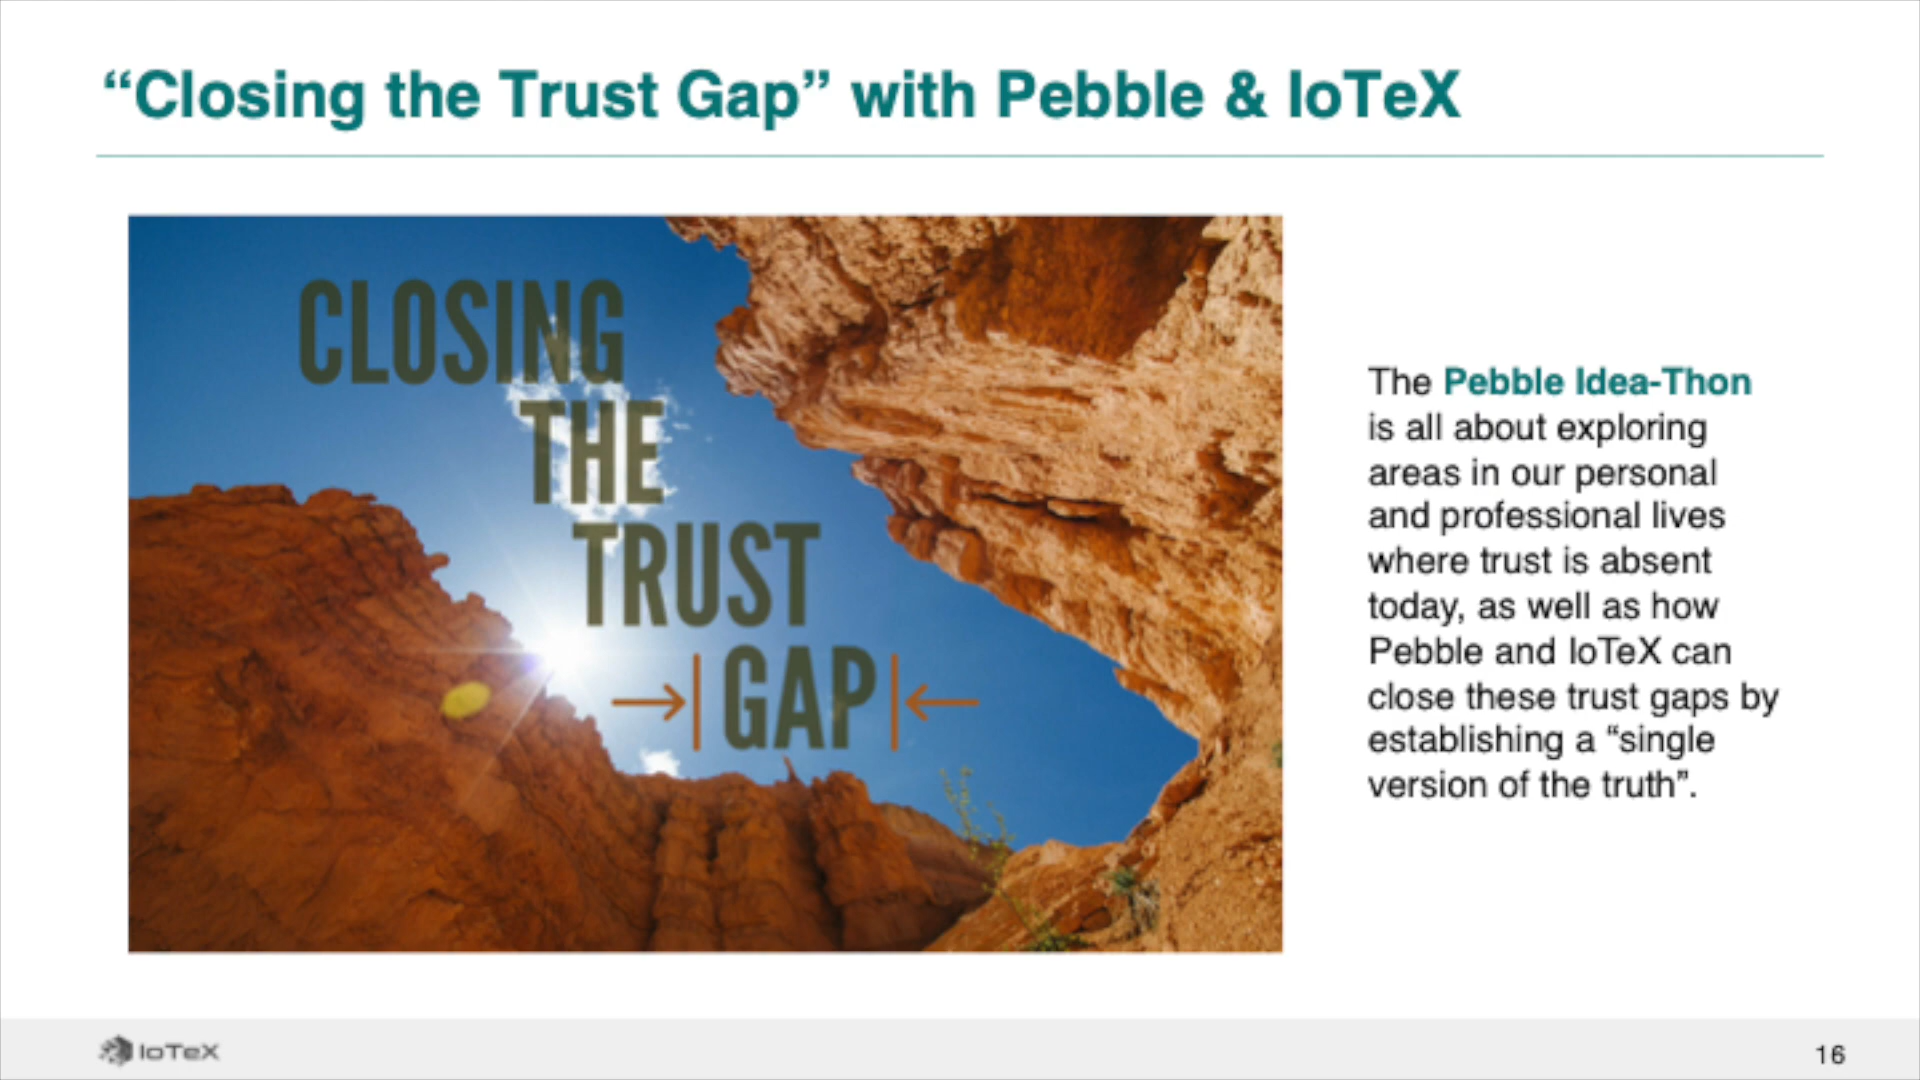 “Closing the Trust Gap” with Pebble & IoTeX
CLOSING
THE
TRUST
→|GAP|←
The Pebble Idea-Thon
is all about exploring
areas in our personal
and professional lives
where trust is absent
today, as well as how
Pebble and IoTeX can
close these trust gaps by
establishing a “single
version of the truth”.
IoTeX
16